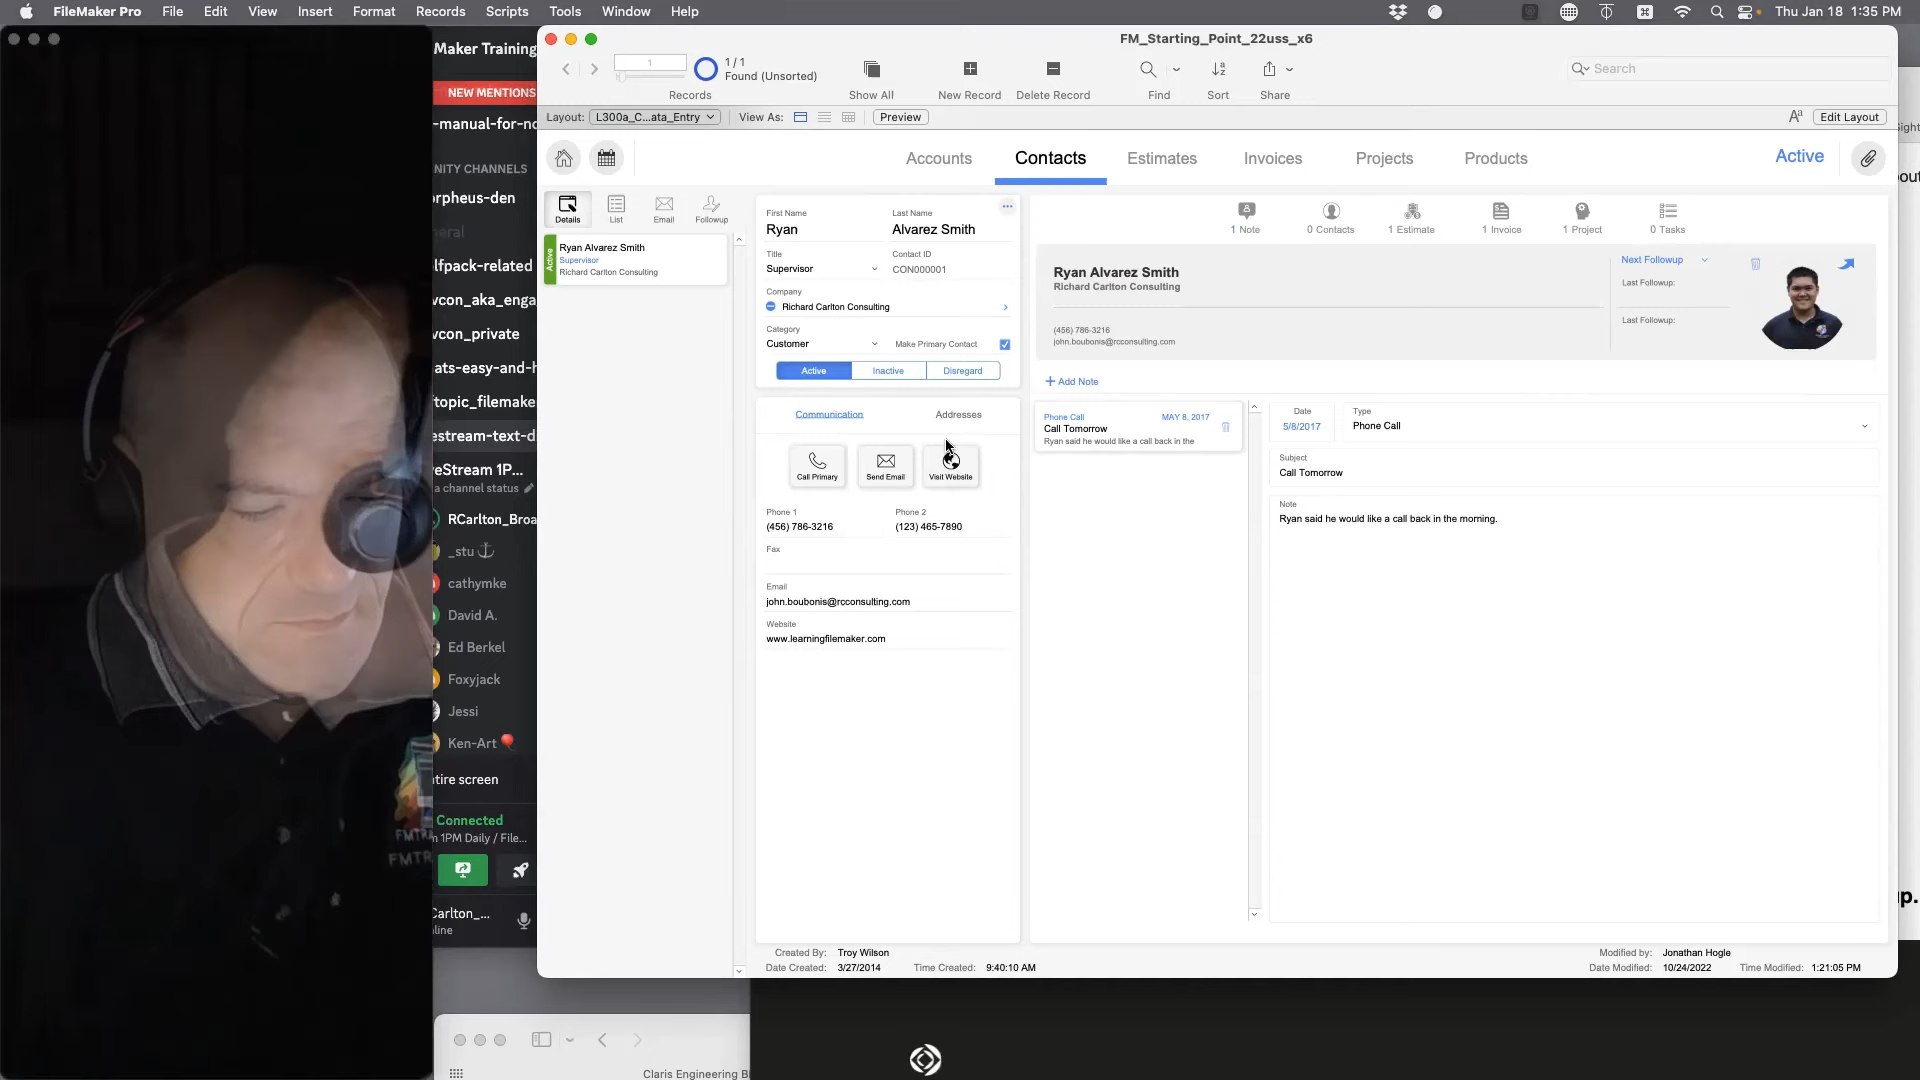 FileMaker Pro File Edit View Insert Format Records Scripts Tools Window Help
Thu Jan 18 1:35 PM
Maker Training
NEW MENTIONS
-manual-for-no
NITY CHANNELS
orpheus-den
neral
lfpack-related
vcon_aka_enga
vcon_private
ats-easy-and-h
topic_filemake
estream-text-d
eStream 1P...
a channel status
RCarlton_Broa
_stu
cathymke
David A.
Ed Berkel
Foxyjack
Jessi
Ken-Art
tire screen
Connected
m 1PM Daily / File...
Carlton_...
nline
FMTRA
FMTR
FM_Starting_Point_22uss_x6
1
1 / 1
Found (Unsorted)
Records
Show All
New Record
Delete Record
Find
Sort
Share
Search
Layout: L300a_C...ata_Entry
View As:
Preview
Aa
Edit Layout
Accounts Contacts Estimates Invoices Projects Products
Active
Details
List
Email
Followup
Active
Ryan Alvarez Smith
Supervisor
Richard Carlton Consulting
First Name
Ryan
Last Name
Alvarez Smith
Title
Supervisor
Contact ID
CON000001
Company
Richard Carlton Consulting
Category
Customer
Make Primary Contact
Active Inactive Disregard
Communication Addresses
Call Primary
Send Email
Visit Website
Phone 1
(456) 786-3216
Phone 2
(123) 465-7890
Fax
Email
john.boubonis@rcconsulting.com
Website
www.learningfilemaker.com
1 Note
0 Contacts
1 Estimate
1 Invoice
1 Project
0 Tasks
Ryan Alvarez Smith
Richard Carlton Consulting
(456) 786-3216
john.boubonis@rcconsulting.com
Next Followup
Last Followup:
Last Followup:
Add Note
Phone Call MAY 8, 2017
Call Tomorrow
Ryan said he would like a call back in the
Date
5/8/2017
Type
Phone Call
Subject
Call Tomorrow
Note
Ryan said he would like a call back in the morning.
Created By: Troy Wilson
Date Created: 3/27/2014 Time Created: 9:40:10 AM
Modified by: Jonathan Hogle
Date Modified: 10/24/2022 Time Modified: 1:21:05 PM
Claris Engineering B
ight
out
up.